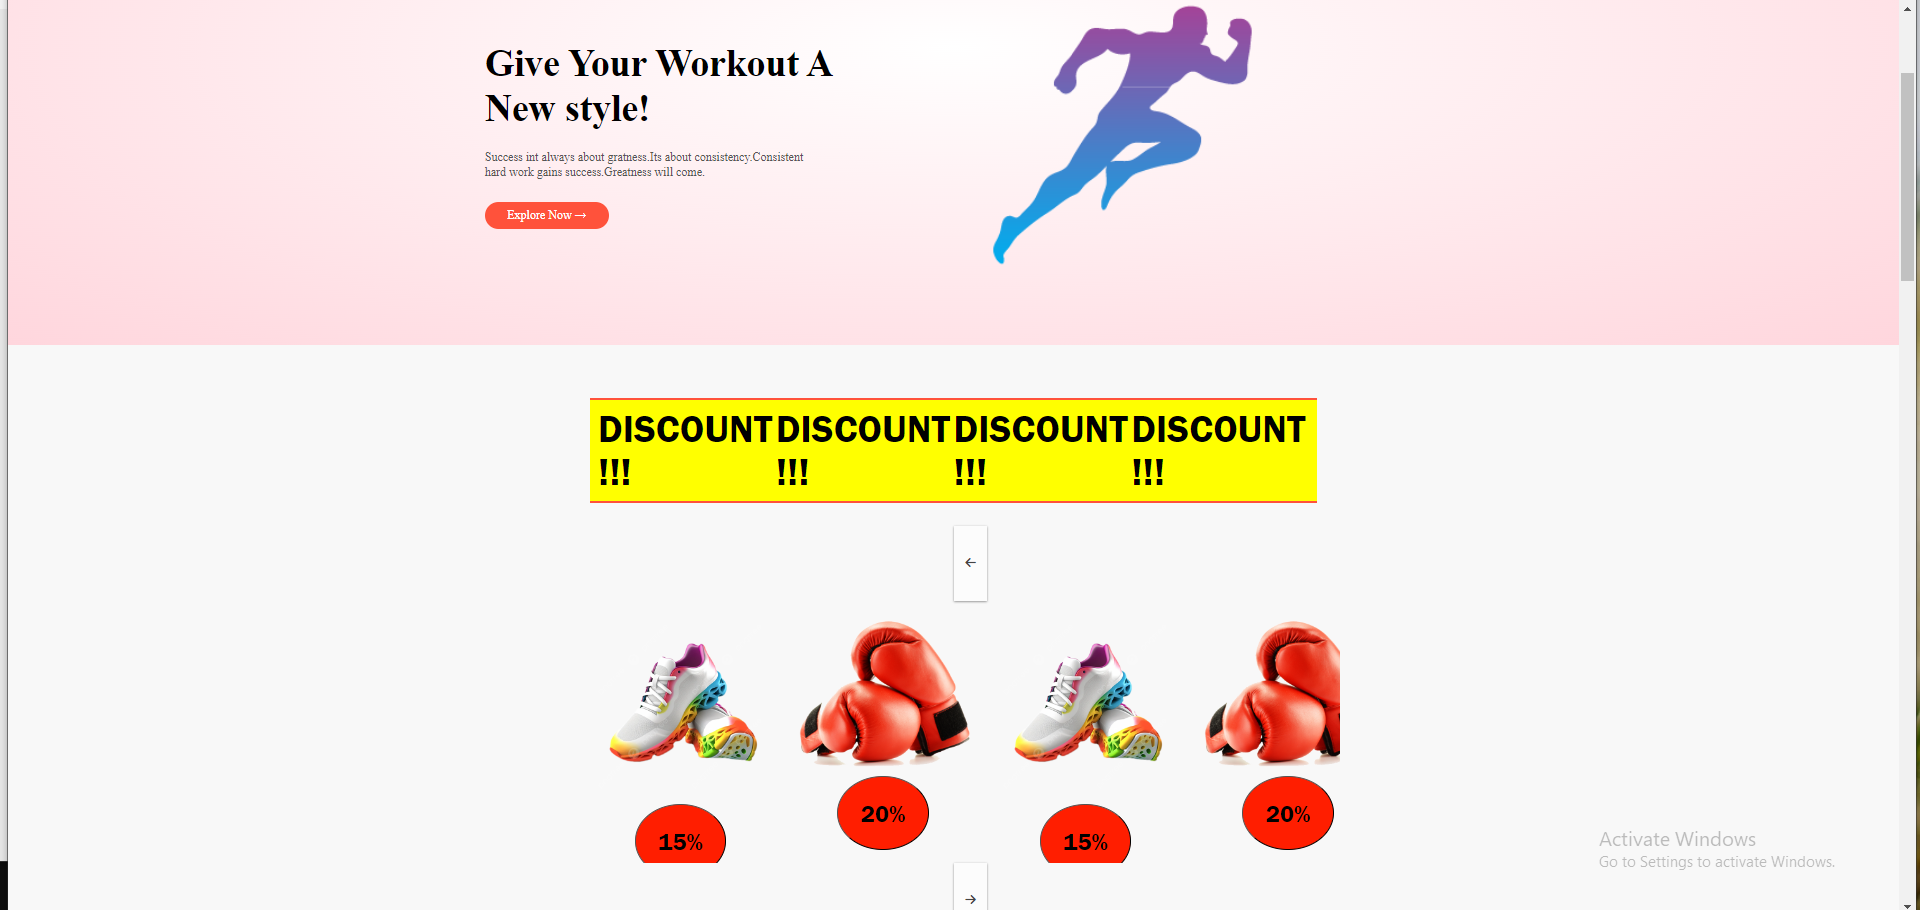 Give Your Workout A
New style!
Success int always about gratness.Its about consistency.Consistent
hard work gains success.Greatness will come.
Explore Now →
DISCOUNT DISCOUNT DISCOUNT DISCOUNT
!!! !!! !!! !!!
←
20% 20%
15% 15%
→
Activate Windows
Go to Settings to activate Windows.